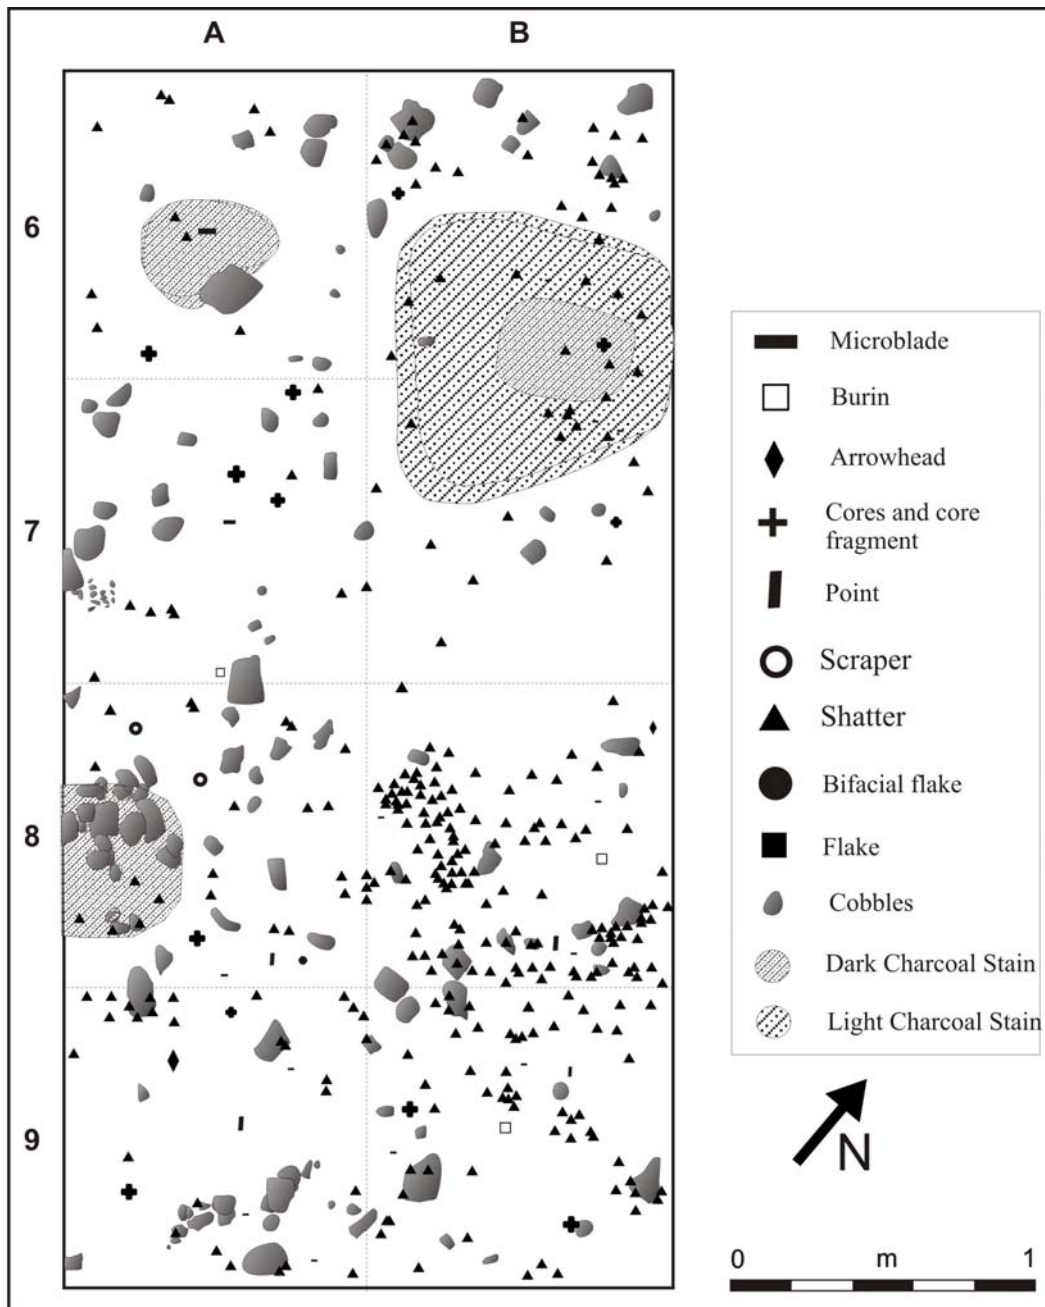 A B
6
7
8
9
Microblade
Burin
Arrowhead
Cores and core
fragment
Point
Scraper
Shatter
Bifacial flake
Flake
Cobbles
Dark Charcoal Stain
Light Charcoal Stain
N
0 m 1